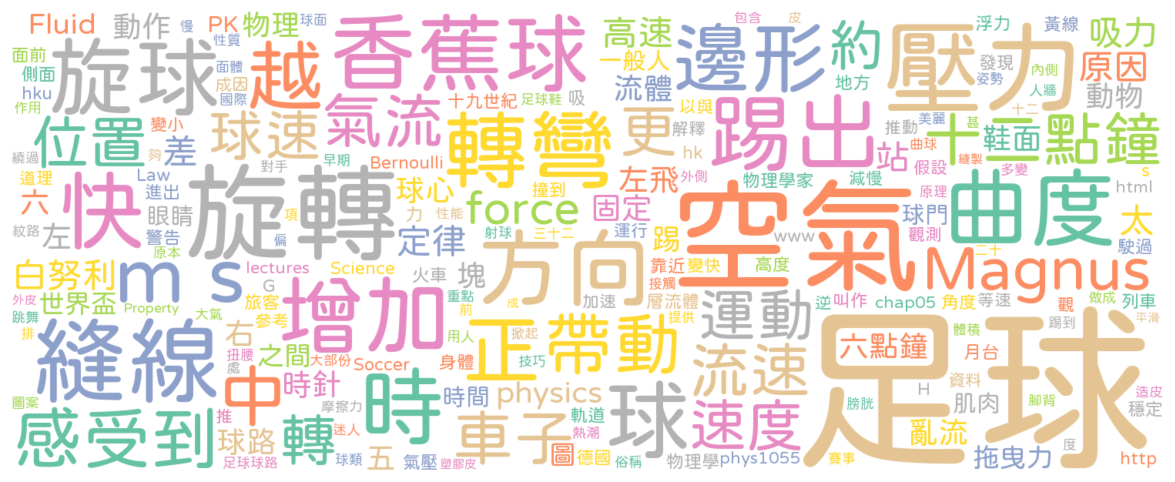 Fluid 動作 PK 物理 慢 球面 性質 香蕉球 高速 包含 皮 浮力 黃線 吸力
面前 側面 hku 作用 旋球 面體 成因 國際 越 一般人 流體 邊形 約 地方 壓力 發現 姿勢 內側 人牆 原因 動物
位置 變小 差 球速 氣流 十九世紀 足球鞋 吸 轉彎 以與 更 解釋 hk 踢出 站 推動 美麗 甚 曲球 十二 十三點鐘 鞋面 假設 縫製 多變 s
繞過 道理 Law 進出 對手 早期 Bernoulli 撞到 左飛 外側 物理學家 減慢 原理 html
六 快 眼睛 警告 旋轉 球心 力 性能 force 固定 空氣 球門 觀測 曲度 太 駛過
紋路 左 原本 項 偏 定律 射球 三十二 運行 踢 www 二十
白努利 m s lectures Science 火車 塊 方向 靠近 變快 高度 接觸 Magnus
外皮 跳舞 世界盃 Property G 旅客 參考 增加 重點 前 成 加速 層流體 提供 運動 逆 叫作 chap05 角度 等速 觀 做成 列車 踢到 平滑
排 大氣 縫線 右 扭腰 處 之間 大部份 Soccer 用人 身體 掀起 技巧 正 帶動 流速 足球 六點鐘 體積 月台
圖案 感受到 推 中 時針 摩擦力 迷人 時 時間 physics 軌道 球 速度 膀胱 H 資料 肌肉 腳背 造皮 穩定
球路 足球球路 轉 球類 五 氣壓 塑膠皮 車子 熱潮 圖 德國 俗稱 物理學 phys1055 賽事 亂流 拖曳力 度 http